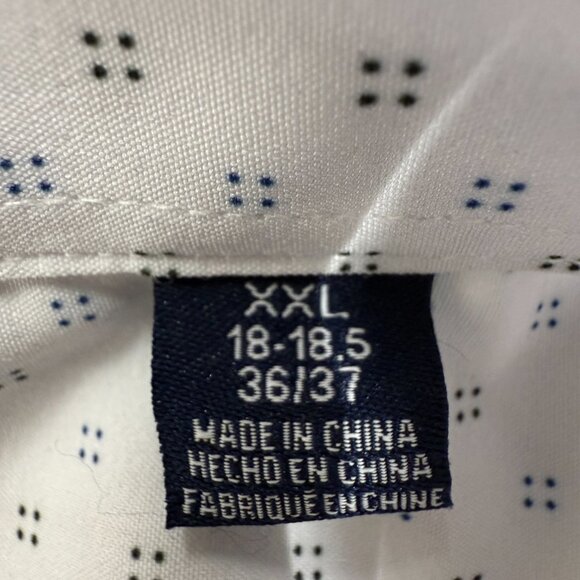 XXL
18-18.5
36/37
MADE IN CHINA
HECHO EN CHINA
FABRIQUÉ EN CHINE